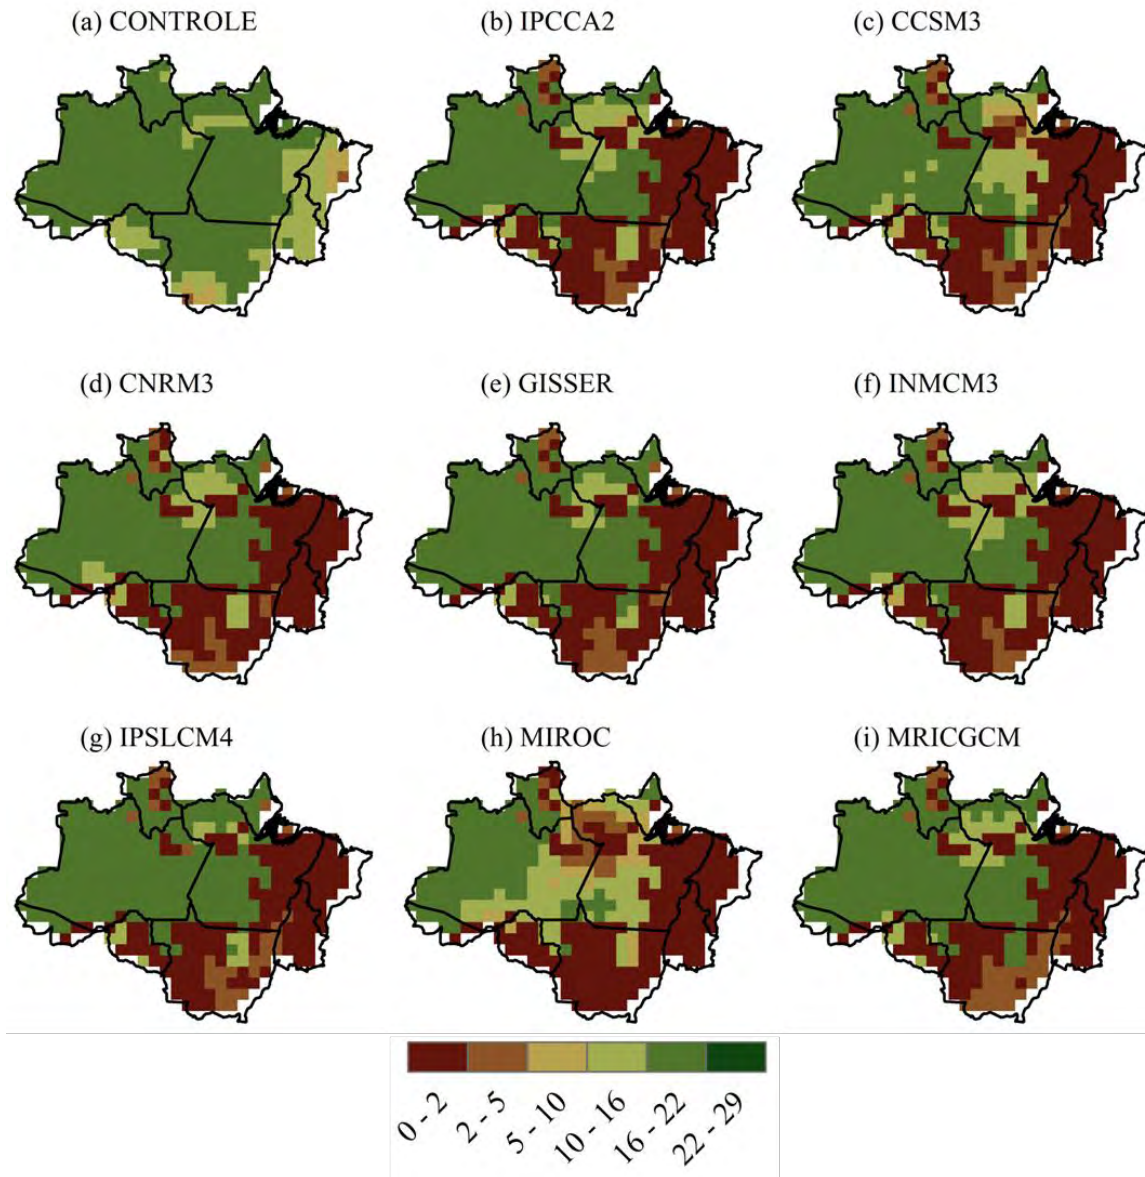 (a) CONTROLE
(b) IPCCA2
(c) CCSM3
(d) CNRM3
(e) GISSER
(f) INMCM3
(g) IPSLCM4
(h) MIROC
(i) MRICGCM
0 - 2
2 - 5
5 - 10
10 - 16
16 - 22
22 - 29